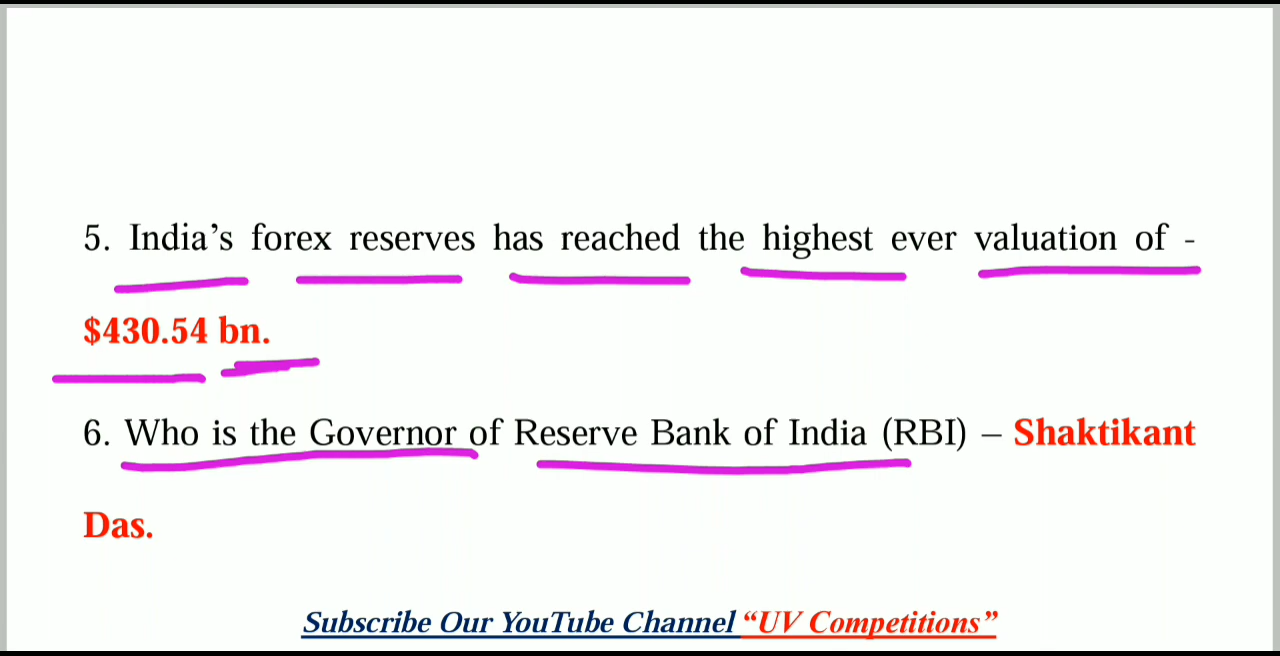 5. India’s forex reserves has reached the highest ever valuation of -
$430.54 bn.
6. Who is the Governor of Reserve Bank of India (RBI) – Shaktikant
Das.
Subscribe Our YouTube Channel “UV Competitions”